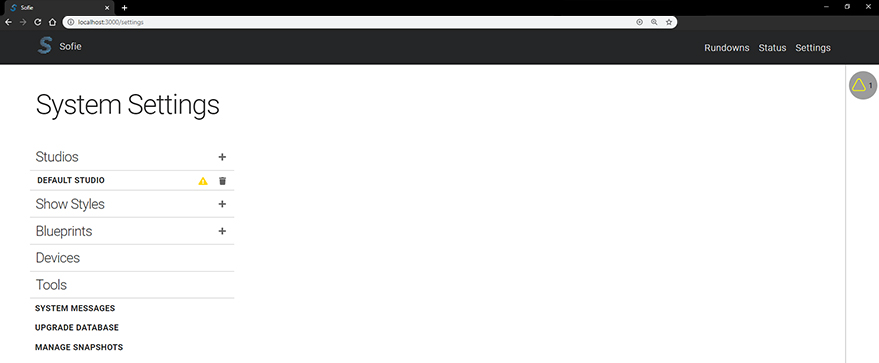 Sofie
localhost:3000/settings
Sofie
Rundowns Status Settings
1
System Settings
Studios
DEFAULT STUDIO
Show Styles
Blueprints
Devices
Tools
SYSTEM MESSAGES
UPGRADE DATABASE
MANAGE SNAPSHOTS